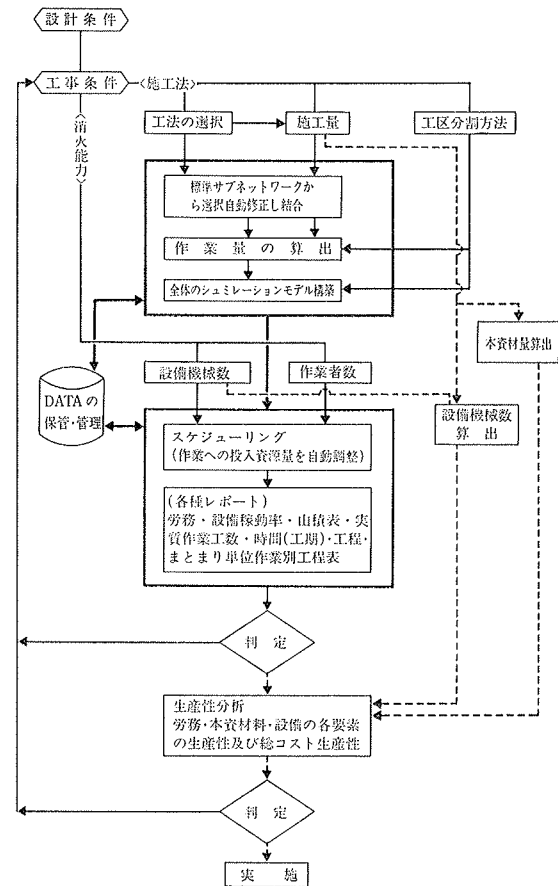 設計条件
工事条件
〈施工法〉
〈消火能力〉
工法の選択
施工量
工区分割方法
標準サブネットワークか
ら選択自動修正し結合
作業量の算出
全体のシュミレーションモデル構築
本資材量算出
設備機械数
作業者数
DATAの
保管・管理
設備機械数
算出
スケジューリング
(作業への投入資源量を自動調整)
(各種レポート)
労務・設備稼動率・山積表・実
質作業工数・時間(工期)・工程・
まとまり単位作業別工程表
判定
生産性分析
労務・本資材料・設備の各要素
の生産性及び総コスト生産性
判定
実施